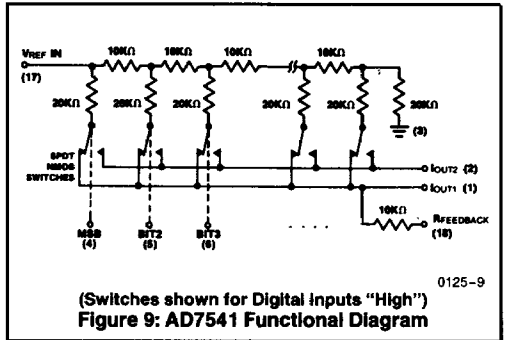 VREF IN
(17)
10KΩ 10KΩ 10KΩ 10KΩ
20KΩ 20KΩ 20KΩ 20KΩ 20KΩ 20KΩ
(3)
SPDT
NMOS
SWITCHES
IOUT2 (2)
IOUT1 (1)
10KΩ
RFEEDBACK
(18)
MSB
(4)
BIT2
(5)
BIT3
(6)
. . . .
0125-9
(Switches shown for Digital Inputs "High")
Figure 9: AD7541 Functional Diagram